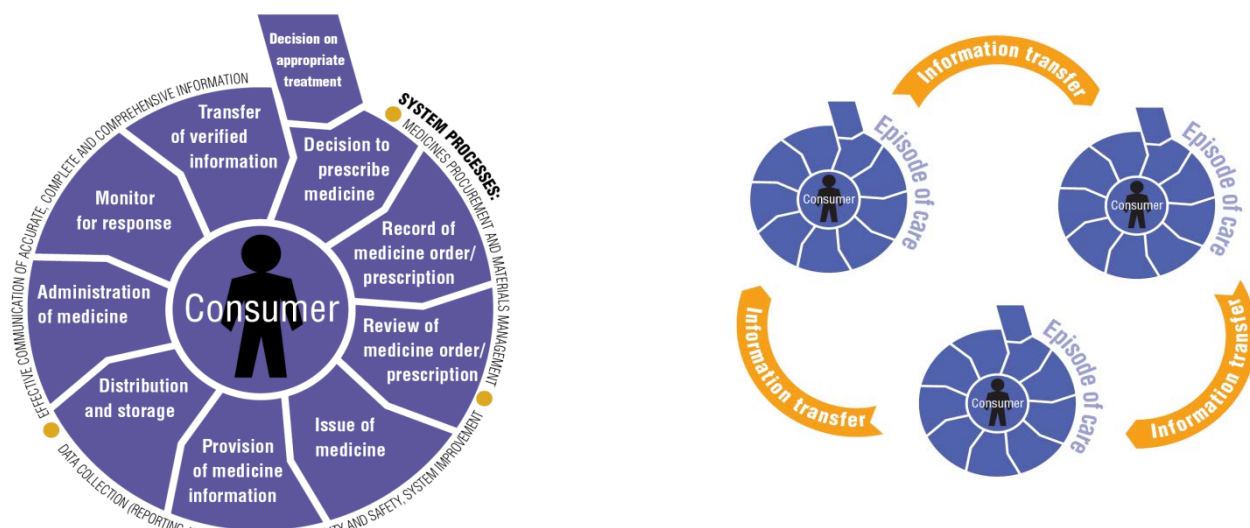 Decision on
appropriate
treatment
Decision to
prescribe
medicine
Record of
medicine order/
prescription
Review of
medicine order/
prescription
Issue of
medicine
Provision
of medicine
information
Distribution
and storage
Administration
of medicine
Monitor
for response
Transfer
of verified
information
Consumer
SYSTEM PROCESSES:
MEDICINES PROCUREMENT AND MATERIALS MANAGEMENT
DATA COLLECTION (REPORTING AND SAFETY, SYSTEM IMPROVEMENT
EFFECTIVE COMMUNICATION OF ACCURATE, COMPLETE AND COMPREHENSIVE INFORMATION
Information transfer
Consumer
Episode of care
Consumer
Episode of care
Information transfer
Information transfer
Consumer
Episode of care